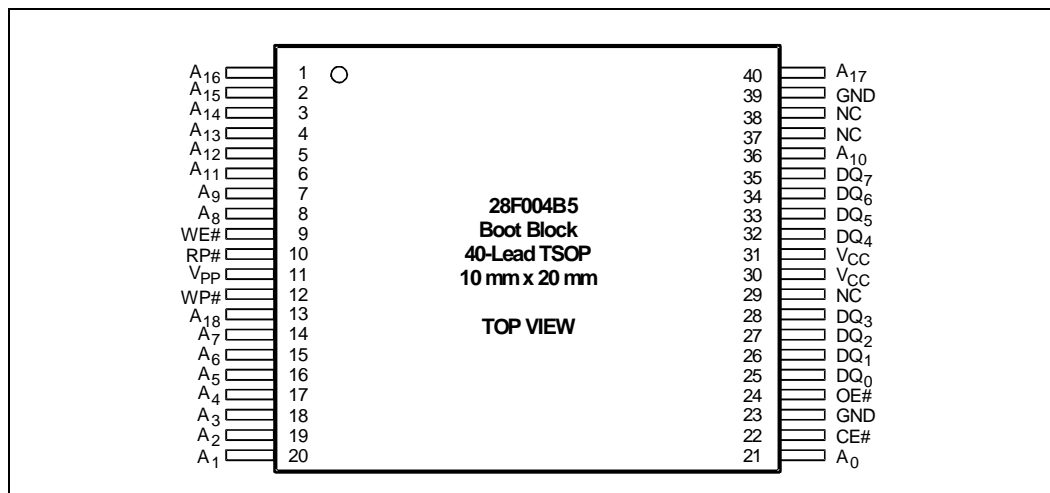 A16 1 40 A17
A15 2 39 GND
A14 3 38 NC
A13 4 37 NC
A12 5 36 A10
A11 6 35 DQ7
A9 7 34 DQ6
A8 8 33 DQ5
WE# 9 32 DQ4
RP# 10 31 VCC
VPP 11 30 VCC
WP# 12 29 NC
A18 13 28 DQ3
A7 14 27 DQ2
A6 15 26 DQ1
A5 16 25 DQ0
A4 17 24 OE#
A3 18 23 GND
A2 19 22 CE#
A1 20 21 A0
28F004B5
Boot Block
40-Lead TSOP
10 mm x 20 mm
TOP VIEW